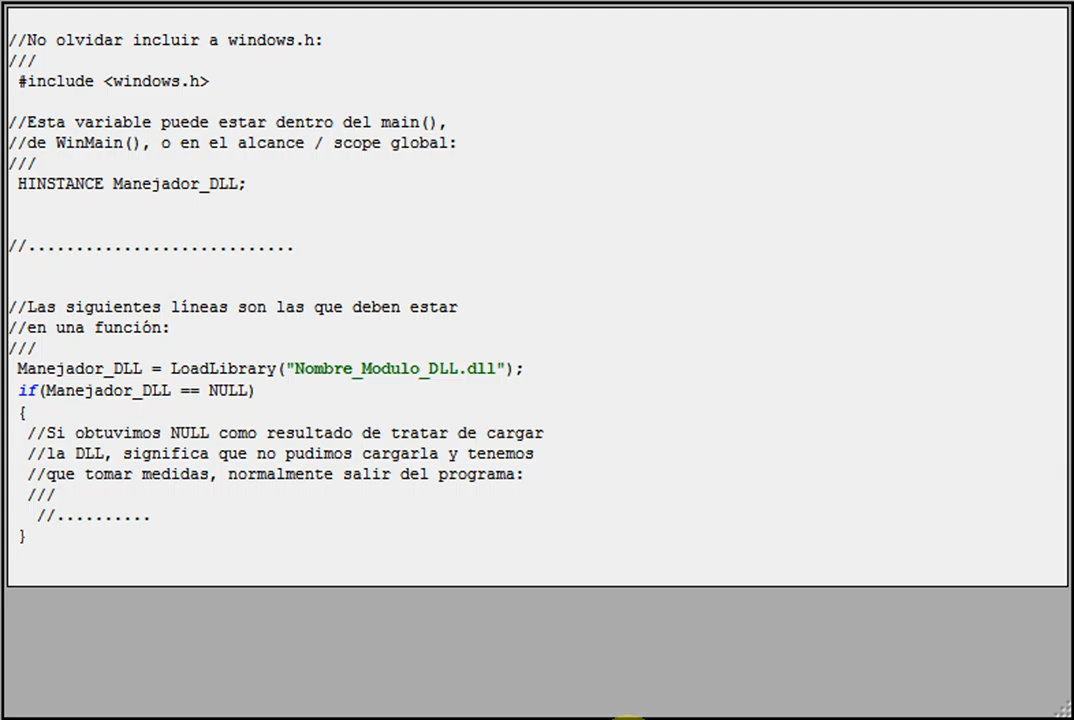 //No olvidar incluir a windows.h:
///
#include <windows.h>
//Esta variable puede estar dentro del main(),
//de WinMain(), o en el alcance / scope global:
///
HINSTANCE Manejador_DLL;
//............................
//Las siguientes líneas son las que deben estar
//en una función:
///
Manejador_DLL = LoadLibrary("Nombre_Modulo_DLL.dll");
if(Manejador_DLL == NULL)
{
//Si obtuvimos NULL como resultado de tratar de cargar
//la DLL, significa que no pudimos cargarla y tenemos
//que tomar medidas, normalmente salir del programa:
///
//..........
}